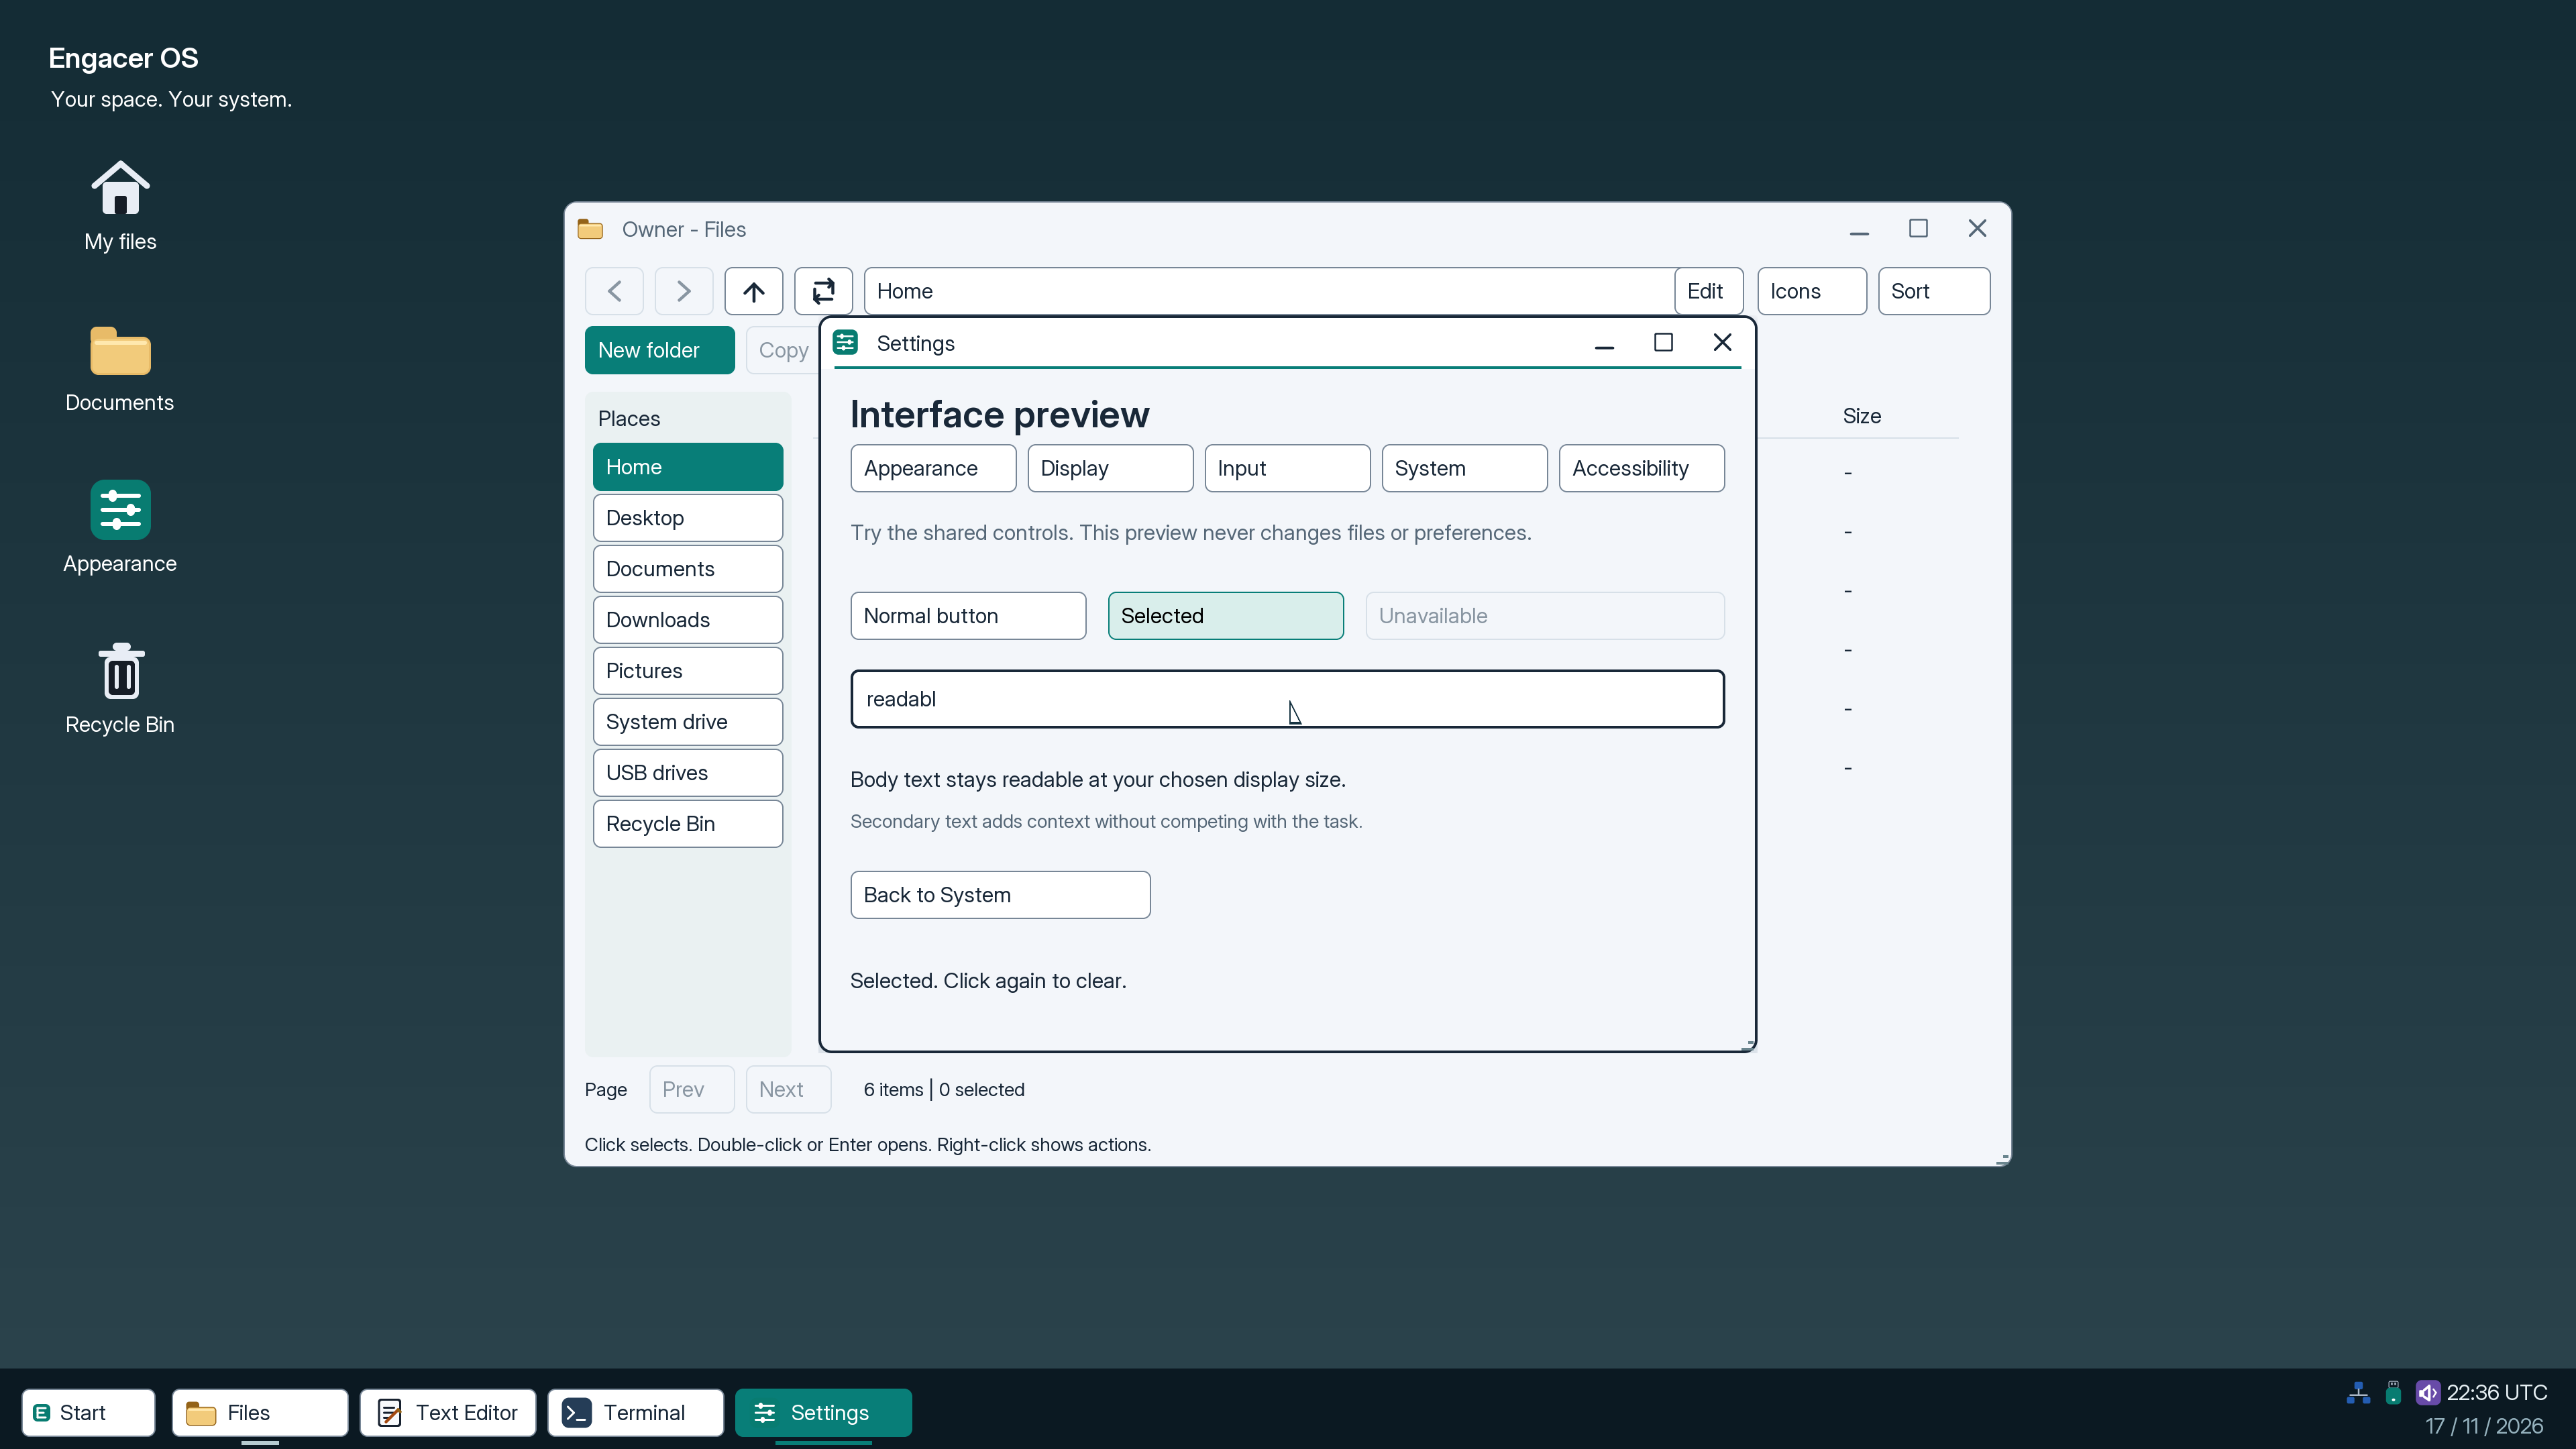 Engacer OS
Your space. Your system.
My files
Documents
Appearance
Recycle Bin
Owner - Files
Home
Edit
Icons
Sort
New folder
Copy
Places
Home
Desktop
Documents
Downloads
Pictures
System drive
USB drives
Recycle Bin
Size
-
-
-
-
-
-
Settings
Interface preview
Appearance
Display
Input
System
Accessibility
Try the shared controls. This preview never changes files or preferences.
Normal button
Selected
Unavailable
readabl
Body text stays readable at your chosen display size.
Secondary text adds context without competing with the task.
Back to System
Selected. Click again to clear.
Page
Prev
Next
6 items | 0 selected
Click selects. Double-click or Enter opens. Right-click shows actions.
E Start
Files
Text Editor
Terminal
Settings
22:36 UTC
17 / 11 / 2026